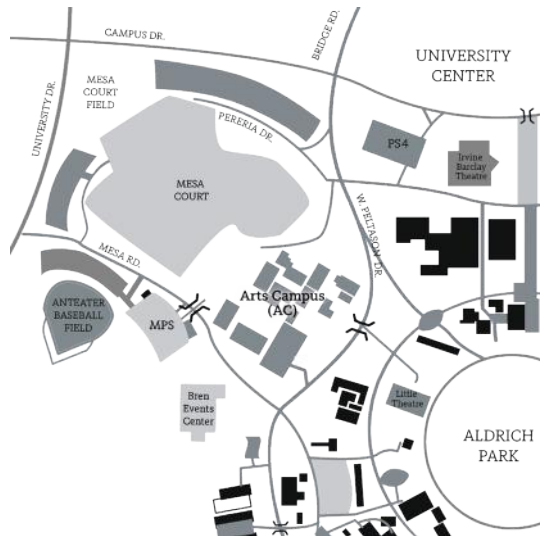 CAMPUS DR.
BRIDGE RD.
UNIVERSITY
CENTER
UNIVERSITY DR.
MESA
COURT
FIELD
PERERIA DR.
PS4
Irvine
Barclay
Theatre
MESA
COURT
W. PELTASON DR.
MESA RD.
ANTEATER
BASEBALL
FIELD
MPS
Arts Campus
(AC)
Bren
Events
Center
Little
Theatre
ALDRICH
PARK